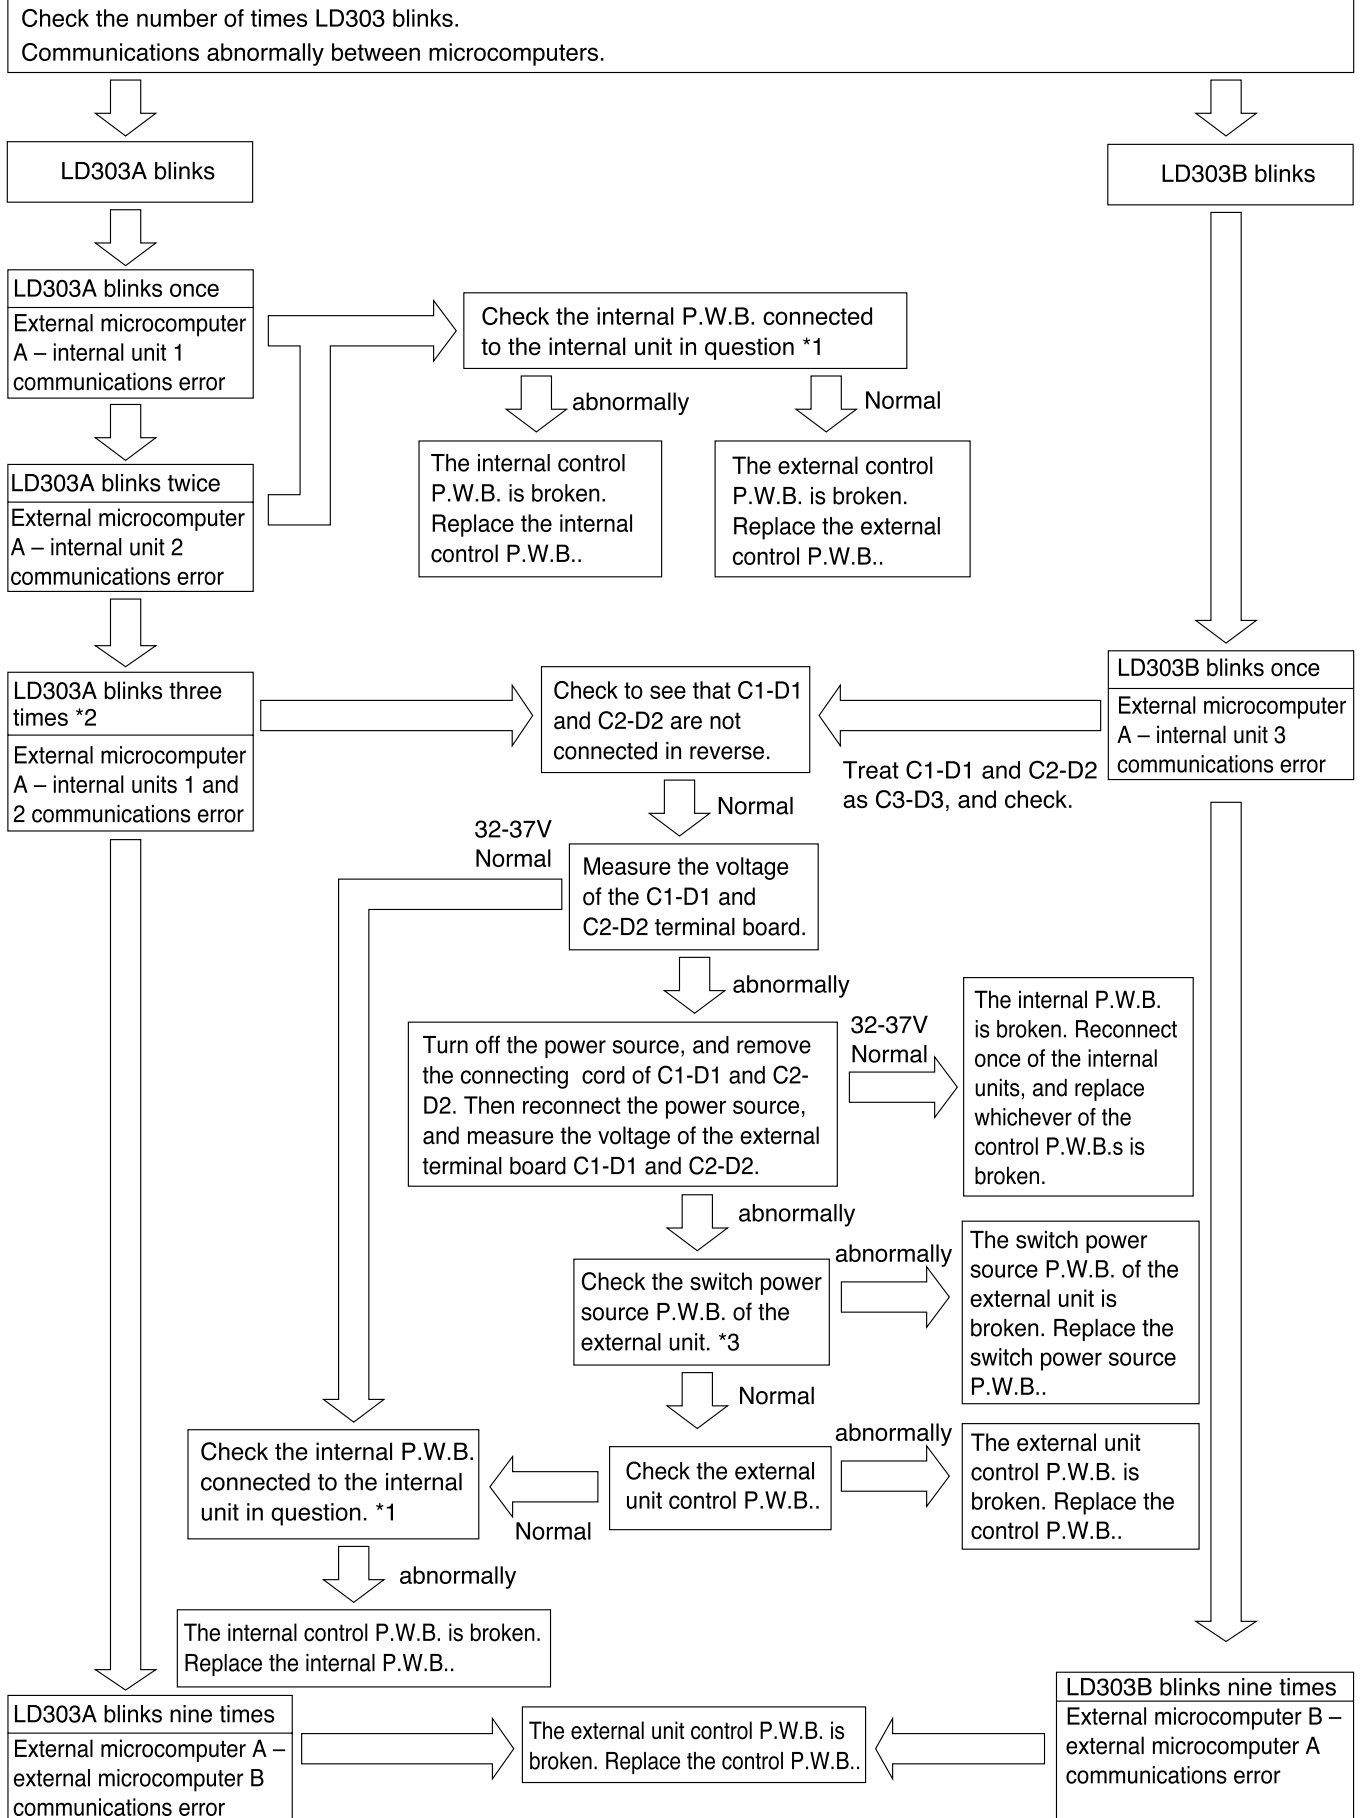 Check the number of times LD303 blinks.
Communications abnormally between microcomputers.
LD303A blinks
LD303B blinks
LD303A blinks once
External microcomputer
A – internal unit 1
communications error
Check the internal P.W.B. connected
to the internal unit in question *1
abnormally
Normal
The internal control
P.W.B. is broken.
Replace the internal
control P.W.B..
The external control
P.W.B. is broken.
Replace the external
control P.W.B..
LD303A blinks twice
External microcomputer
A – internal unit 2
communications error
LD303A blinks three
times *2
External microcomputer
A – internal units 1 and
2 communications error
Check to see that C1-D1
and C2-D2 are not
connected in reverse.
LD303B blinks once
External microcomputer
A – internal unit 3
communications error
Treat C1-D1 and C2-D2
as C3-D3, and check.
Normal
32-37V
Normal
Measure the voltage
of the C1-D1 and
C2-D2 terminal board.
abnormally
Turn off the power source, and remove
the connecting cord of C1-D1 and C2-
D2. Then reconnect the power source,
and measure the voltage of the external
terminal board C1-D1 and C2-D2.
32-37V
Normal
The internal P.W.B.
is broken. Reconnect
once of the internal
units, and replace
whichever of the
control P.W.B.s is
broken.
abnormally
Check the switch power
source P.W.B. of the
external unit. *3
abnormally
The switch power
source P.W.B. of the
external unit is
broken. Replace the
switch power source
P.W.B..
Normal
Check the external
unit control P.W.B..
abnormally
The external unit
control P.W.B. is
broken. Replace the
control P.W.B..
Normal
Check the internal P.W.B.
connected to the internal
unit in question. *1
abnormally
The internal control P.W.B. is broken.
Replace the internal P.W.B..
LD303A blinks nine times
External microcomputer A –
external microcomputer B
communications error
The external unit control P.W.B. is
broken. Replace the control P.W.B..
LD303B blinks nine times
External microcomputer B –
external microcomputer A
communications error